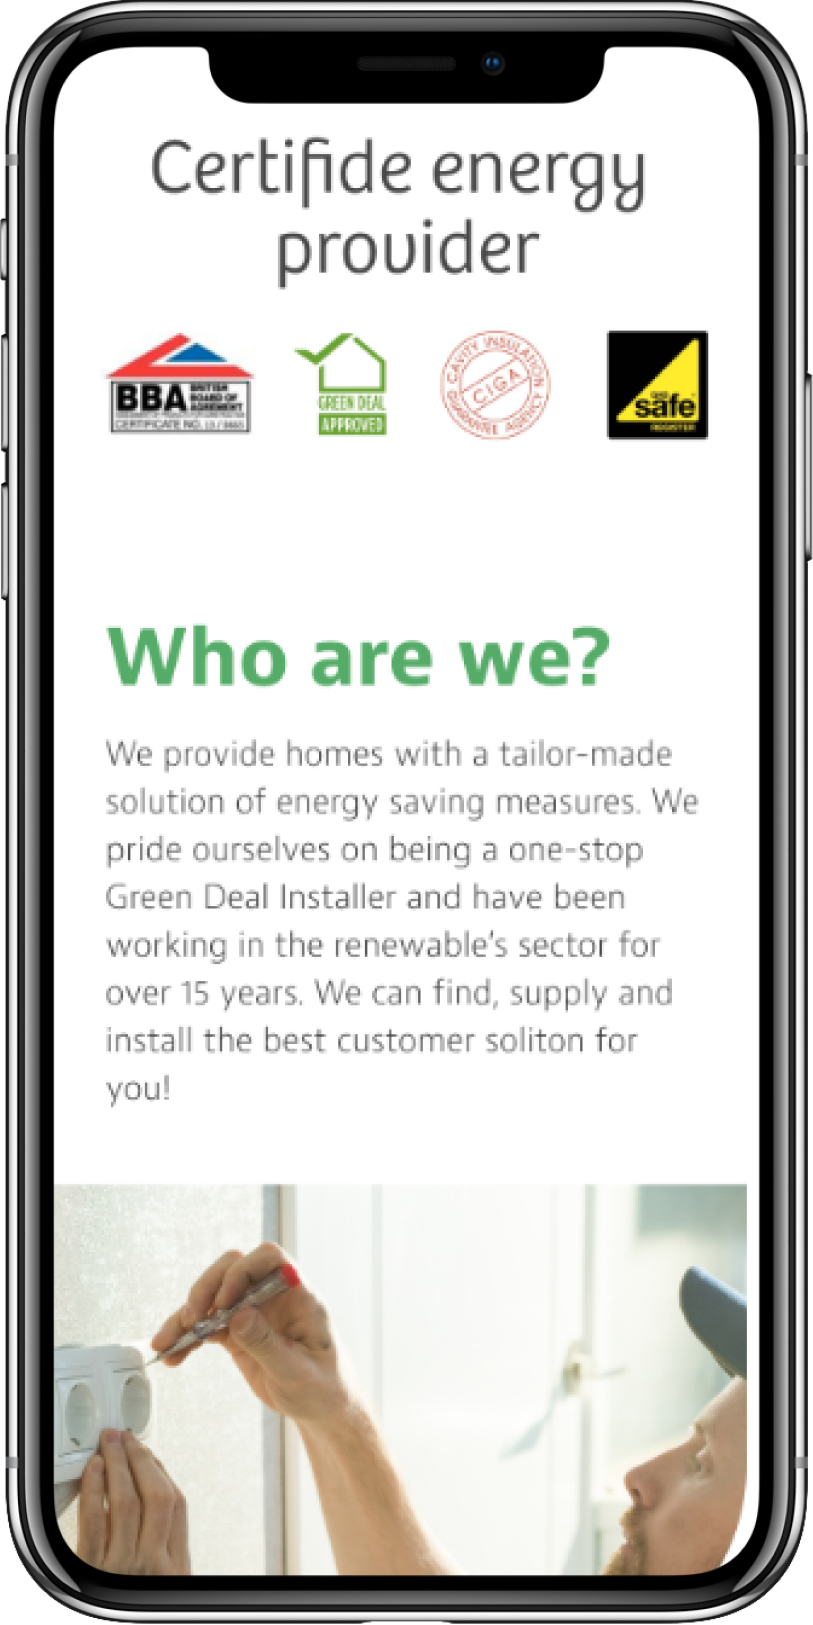 Certifide energy
provider
BBA BRITISH
BOARD OF
AGREMENT
CERTIFICATE NO.
GREEN DEAL
APPROVED
CAVITY INSULATION
CIGA
GUARANTEE AGENCY
safe
REGISTER
Who are we?
We provide homes with a tailor-made
solution of energy saving measures. We
pride ourselves on being a one-stop
Green Deal Installer and have been
working in the renewable's sector for
over 15 years. We can find, supply and
install the best customer soliton for
you!